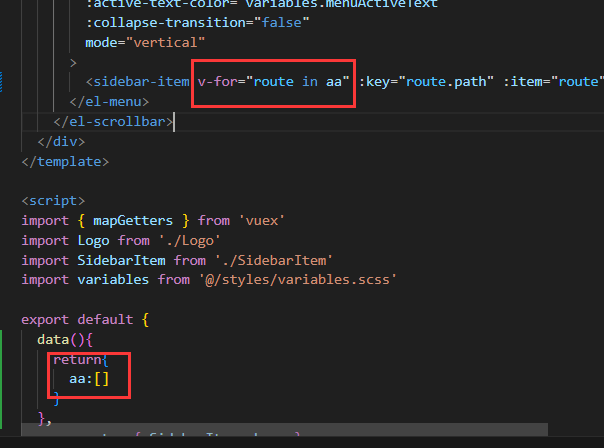 :active-text-color="variables.menuActiveText"
:collapse-transition="false"
mode="vertical"
>
<sidebar-item v-for="route in aa" :key="route.path" :item="route"
</el-menu>
</el-scrollbar>
</div>
</template>
<script>
import { mapGetters } from 'vuex'
import Logo from './Logo'
import SidebarItem from './SidebarItem'
import variables from '@/styles/variables.scss'
export default {
data(){
return{
aa:[]
}
},